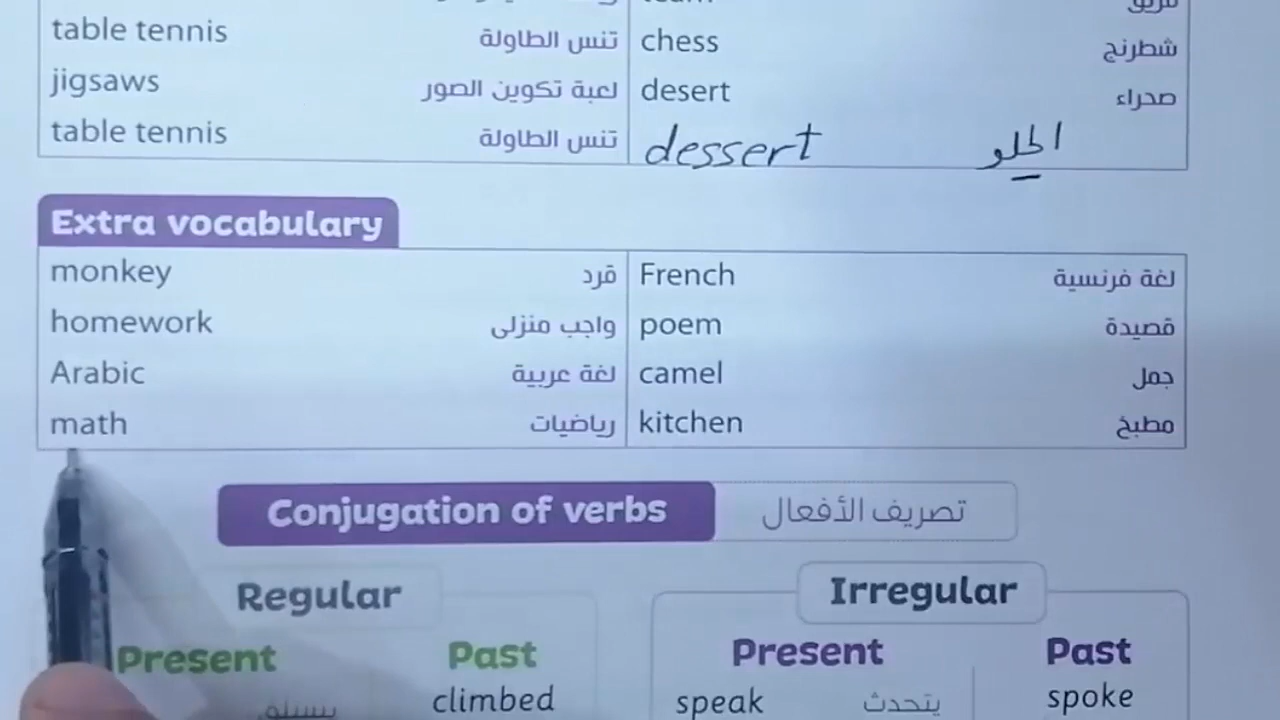 table tennis تنس الطاولة chess شطرنج
jigsaws لعبة تكوين الصور desert صحراء
table tennis تنس الطاولة dessert الحلو
Extra vocabulary
monkey قرد French لغة فرنسية
homework واجب منزلى poem قصيدة
Arabic لغة عربية camel جمل
math رياضيات kitchen مطبخ
Conjugation of verbs تصريف الأفعال
Regular Irregular
Present Past Present Past
climbed speak يتحدث spoke